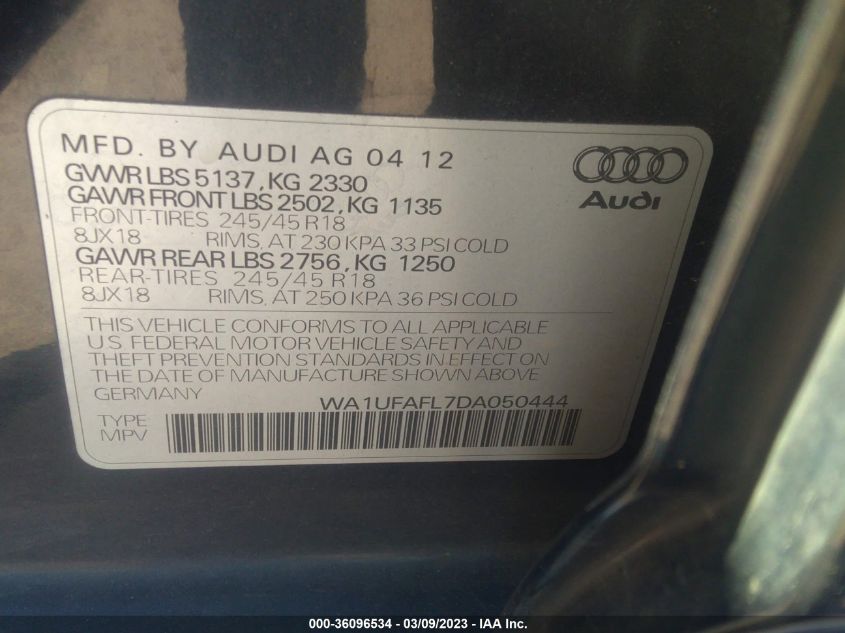 MFD. BY AUDI AG 04 12
GVWR LBS 5137, KG 2330
GAWR FRONT LBS 2502, KG 1135
FRONT-TIRES 245/45 R18
8JX18 RIMS, AT 230 KPA 33 PSI COLD
GAWR REAR LBS 2756, KG 1250
REAR-TIRES 245/45 R18
8JX18 RIMS, AT 250 KPA 36 PSI COLD
Audi
THIS VEHICLE CONFORMS TO ALL APPLICABLE
U.S. FEDERAL MOTOR VEHICLE SAFETY AND
THEFT PREVENTION STANDARDS IN EFFECT ON
THE DATE OF MANUFACTURE SHOWN ABOVE
GERMANY WA1UFAFL7DA050444
TYPE
MPV
000-36096534 - 03/09/2023 - IAA Inc.